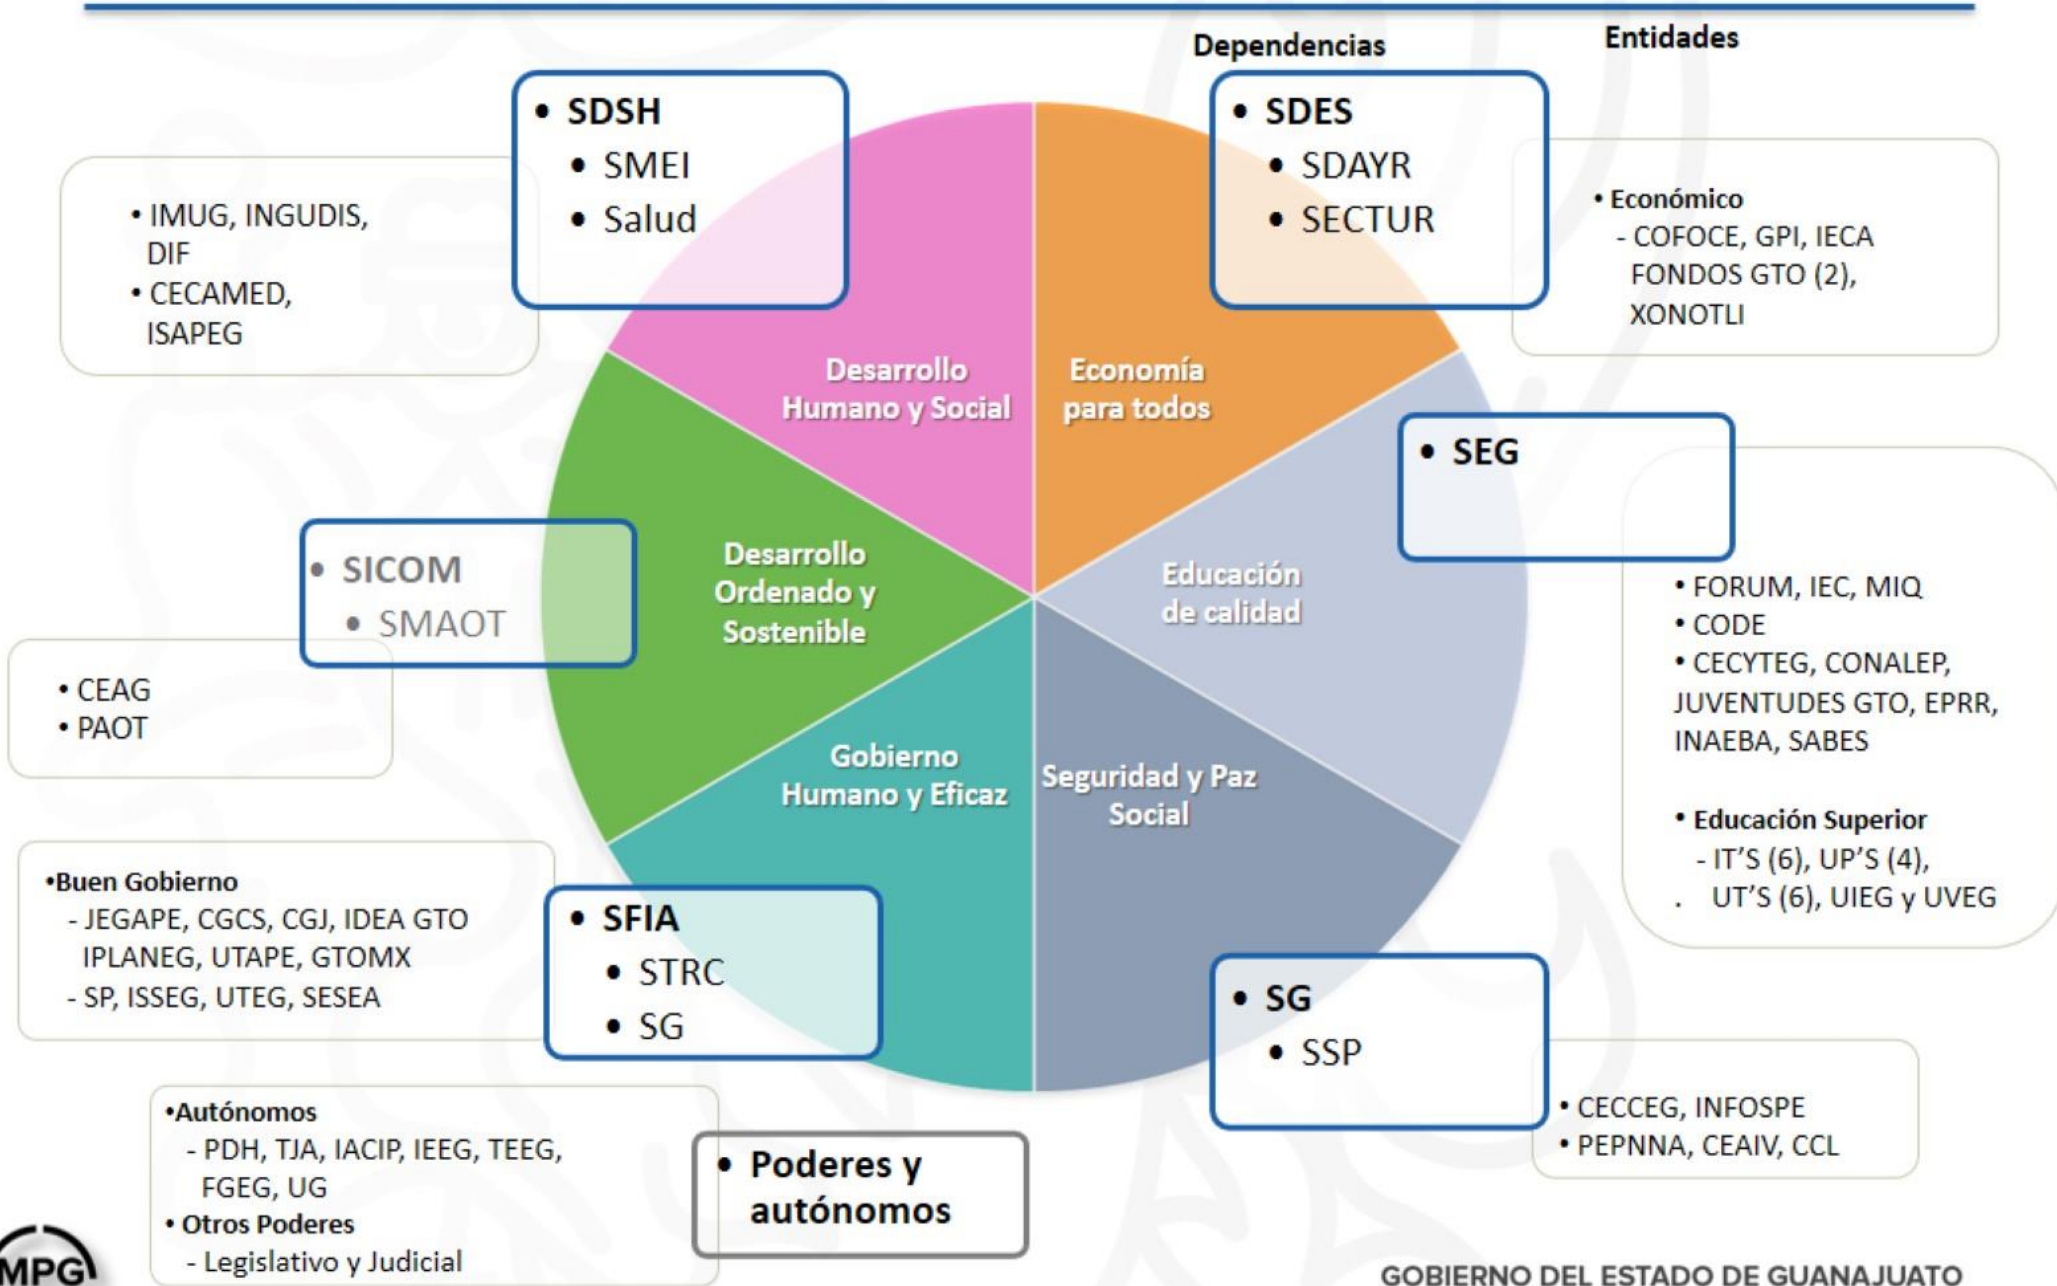 Dependencias
Entidades
• SDSH
• SMEI
• Salud
• IMUG, INGUDIS,
DIF
• CECAMED,
ISAPEG
• SDES
• SDAYR
• SECTUR
• Económico
- COFOCE, GPI, IECA
FONDOS GTO (2),
XONOTLI
Desarrollo
Humano y Social
Economía
para todos
• SEG
Educación
de calidad
• FORUM, IEC, MIQ
• CODE
• CECYTEG, CONALEP,
JUVENTUDES GTO, EPRR,
INAEBA, SABES
• Educación Superior
- IT'S (6), UP'S (4),
. UT'S (6), UIEG y UVEG
• SICOM
• SMAOT
Desarrollo
Ordenado y
Sostenible
• CEAG
• PAOT
Gobierno
Humano y Eficaz
Seguridad y Paz
Social
•Buen Gobierno
- JEGAPE, CGCS, CGJ, IDEA GTO
IPLANEG, UTAPE, GTOMX
- SP, ISSEG, UTEG, SESEA
• SFIA
• STRC
• SG
• SG
• SSP
• CECCEG, INFOSPE
• PEPNNA, CEAIV, CCL
•Autónomos
- PDH, TJA, IACIP, IEEG, TEEG,
FGEG, UG
• Otros Poderes
- Legislativo y Judicial
• Poderes y
autónomos
MPG
GOBIERNO DEL ESTADO DE GUANAJUATO